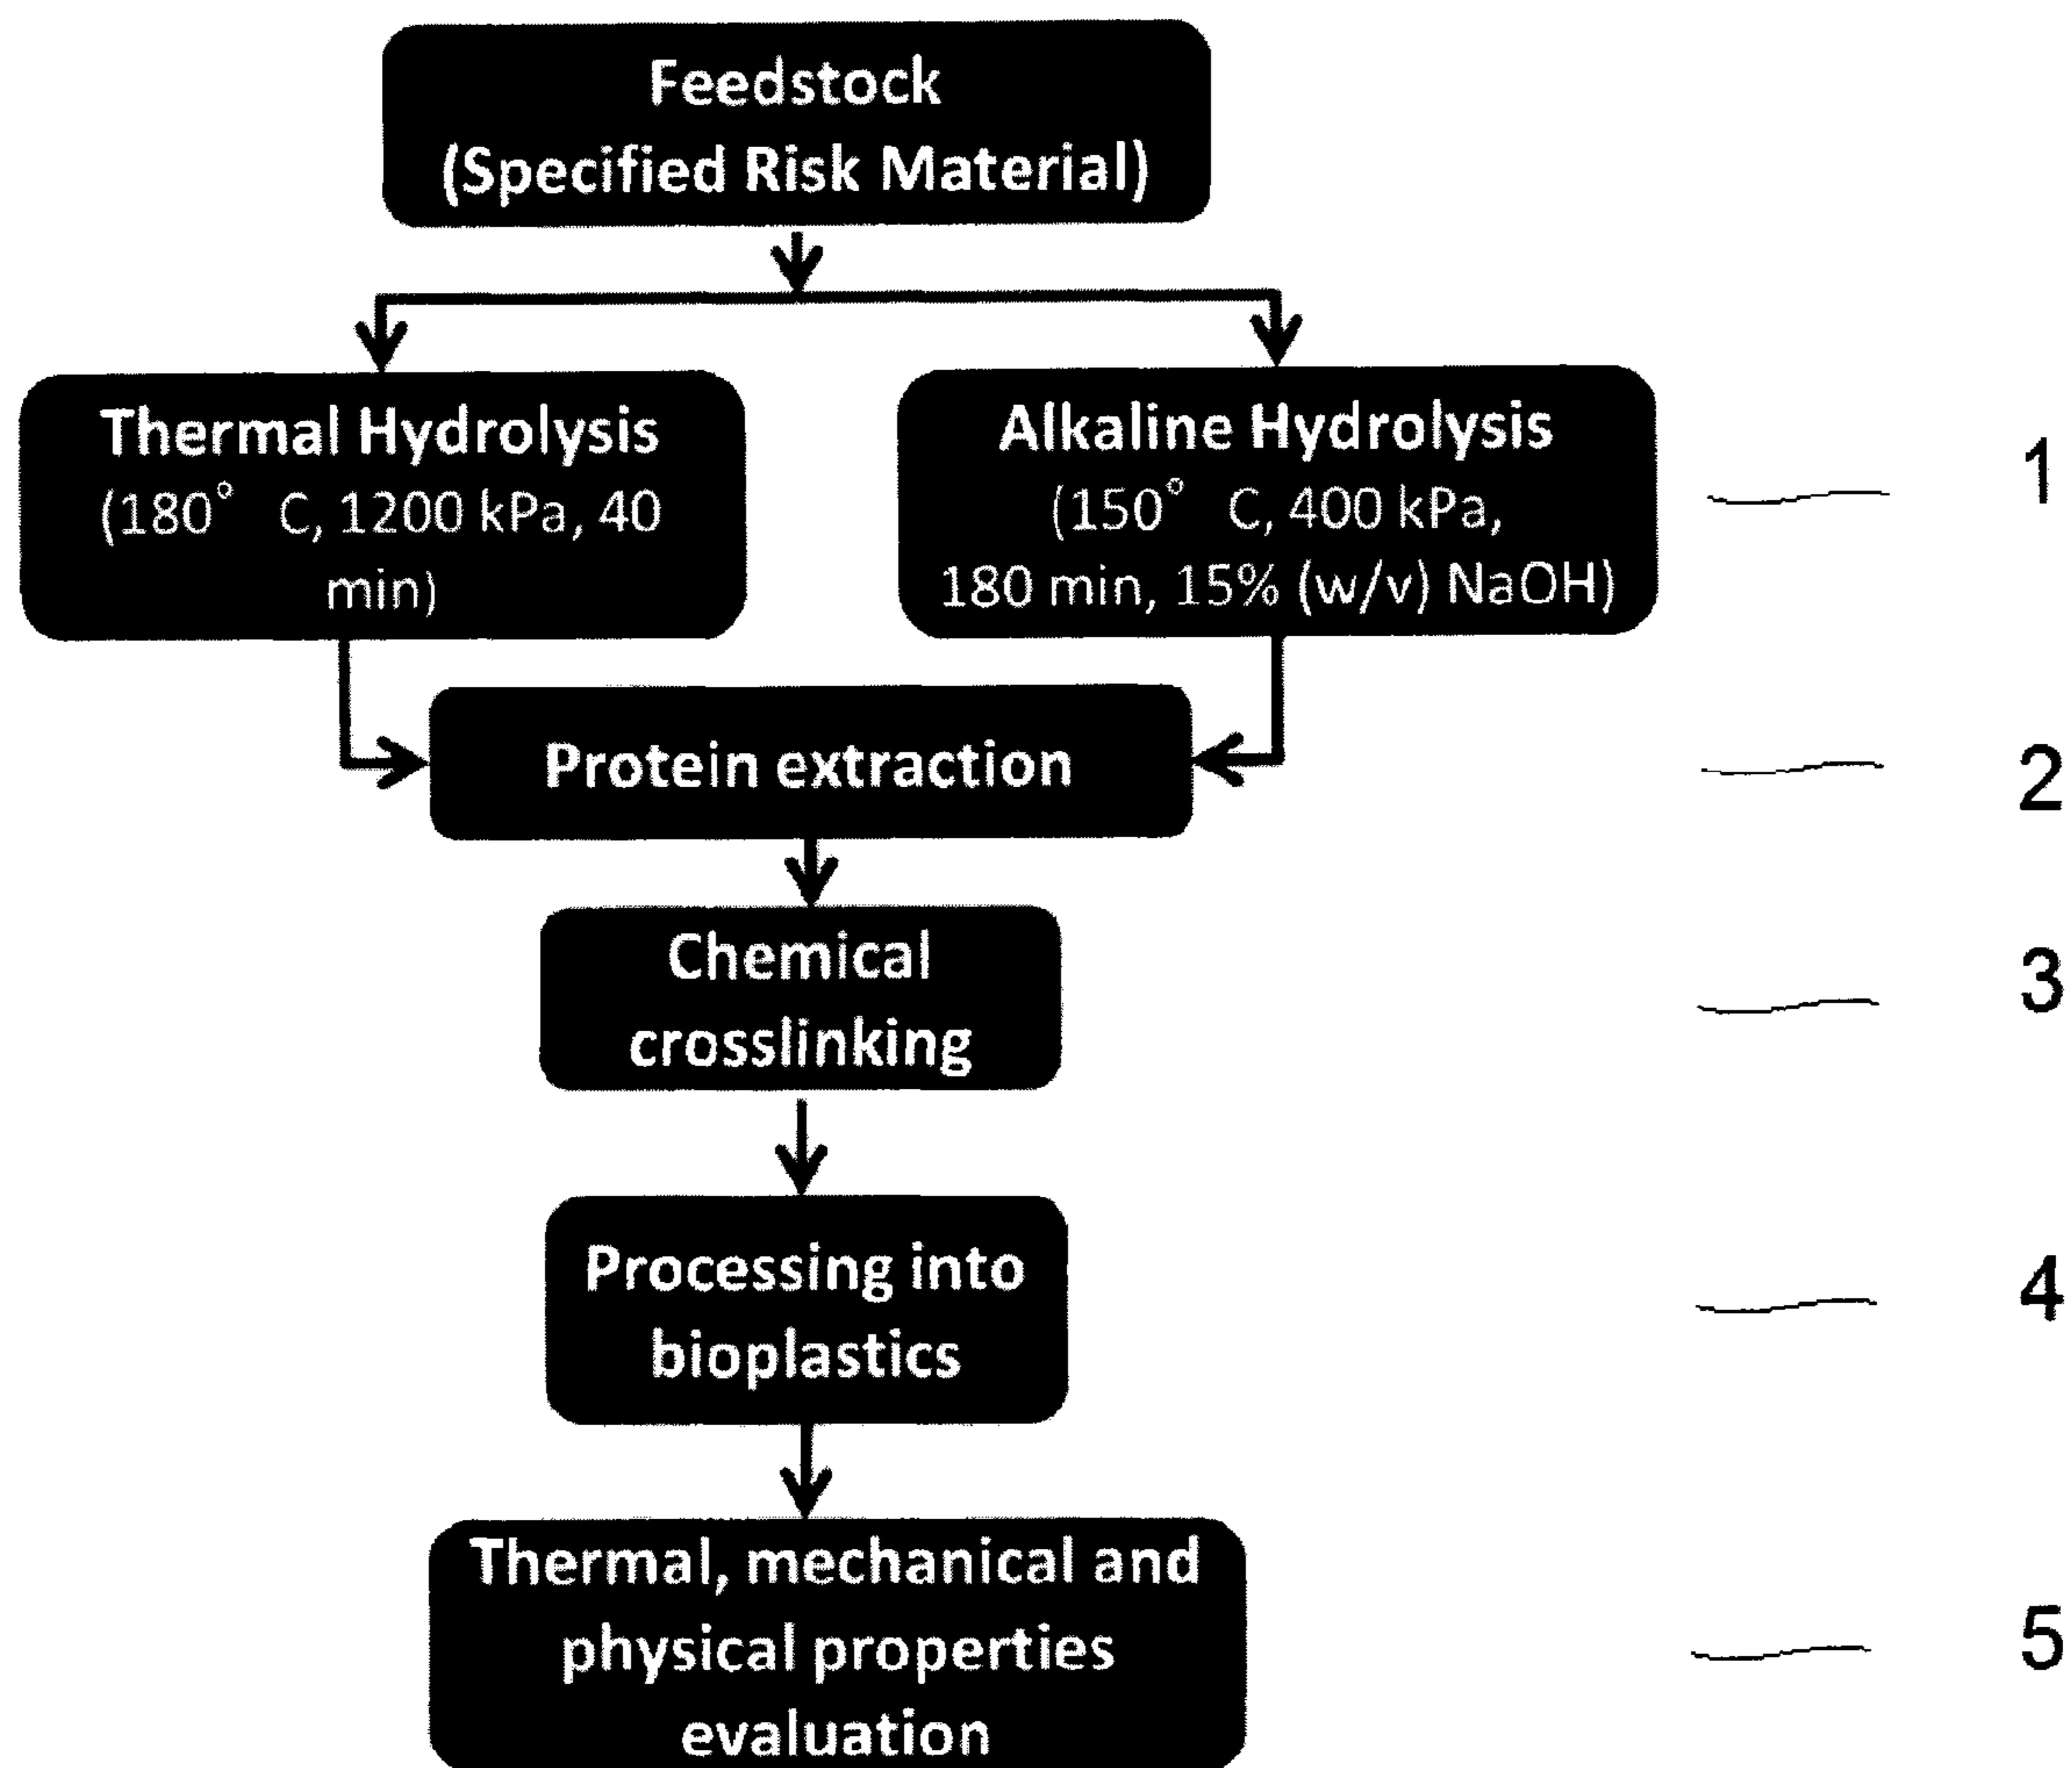 Feedstock
(Specified Risk Material)
Thermal Hydrolysis
(180° C, 1200 kPa, 40
min)
Alkaline Hydrolysis
(150° C, 400 kPa,
180 min, 15% (w/v) NaOH)
1
Protein extraction
2
Chemical
crosslinking
3
Processing into
bioplastics
4
Thermal, mechanical and
physical properties
evaluation
5